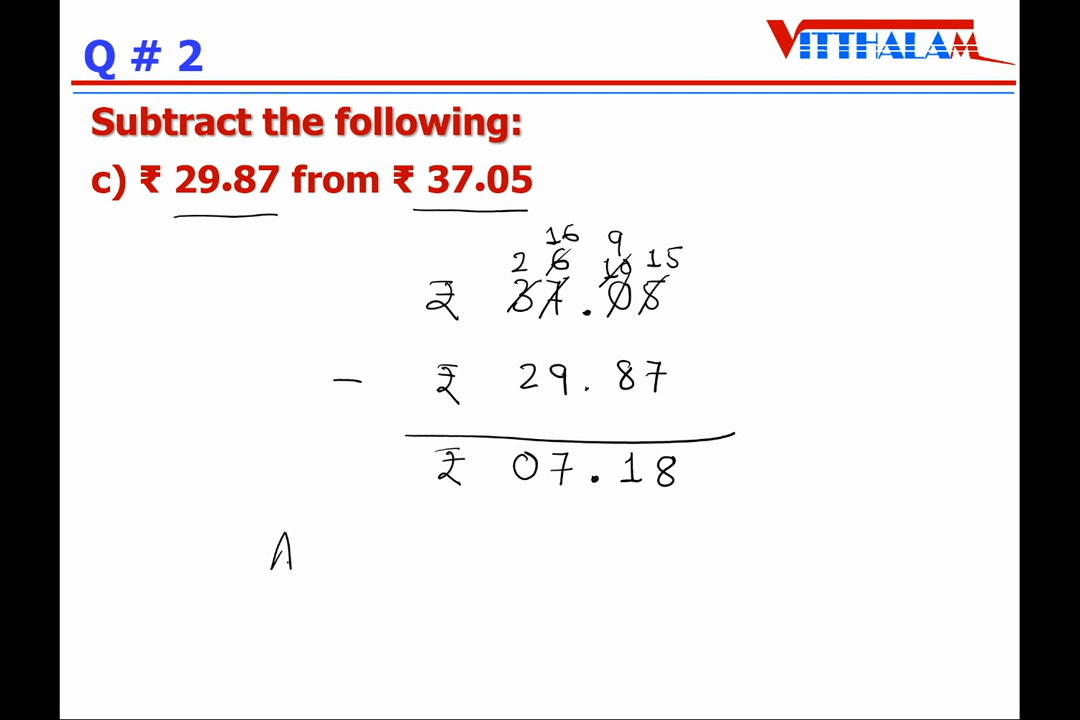 Q # 2
VITTHALAM
Subtract the following:
c) ₹ 29.87 from ₹ 37.05
16 9
2 6 10 15
₹ 37.05
- ₹ 29.87
₹ 07.18
A